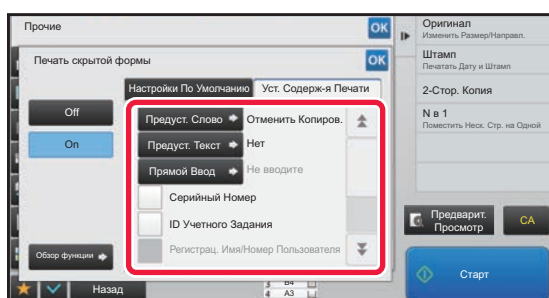 Прочие
OK
Печать скрытой формы
OK
Настройки По Умолчанию
Уст. Содерж-я Печати
Off
On
Предуст. Слово
Отменить Копиров.
Предуст. Текст
Нет
Прямой Ввод
Не вводите
Серийный Номер
ID Учетного Задания
Регистрац. Имя/Номер Пользователя
Обзор функции
Назад
3 B4
4 A3
Оригинал
Изменить Размер/Направл.
Штамп
Печатать Дату и Штамп
2-Стор. Копия
N в 1
Поместить Неск. Стр. на Одной
Предварит.
Просмотр
CA
Старт